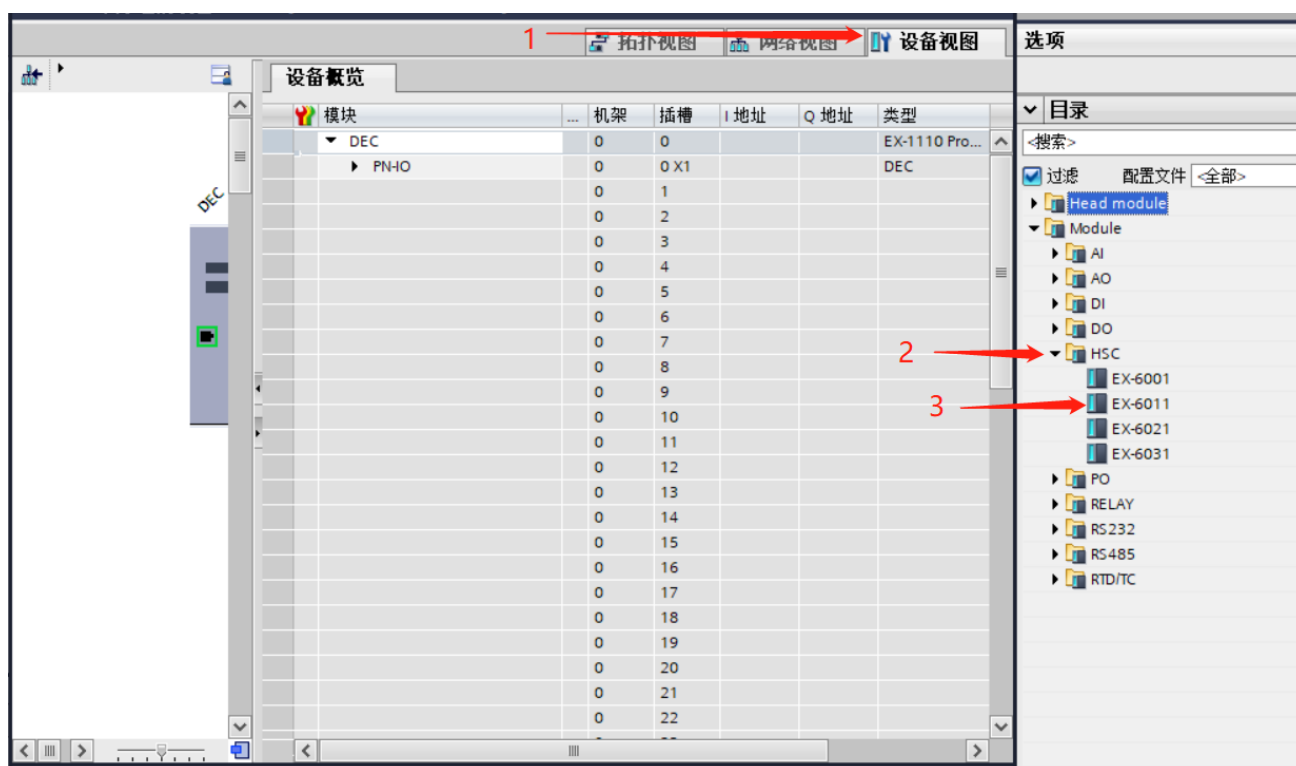 1 拓扑视图 网络视图 设备视图 选项
设备概览
目录
模块 ... 机架 插槽 I 地址 Q 地址 类型
<搜索>
DEC 0 0 EX-1110 Pro...
PN-IO 0 0 X1 DEC
过滤 配置文件 <全部>
0 1
0 2
0 3
0 4
0 5
0 6
0 7
0 8
0 9
0 10
0 11
0 12
0 13
0 14
0 15
0 16
0 17
0 18
0 19
0 20
0 21
0 22
DEC
Head module
Module
AI
AO
DI
DO
2 HSC
EX-6001
3 EX-6011
EX-6021
EX-6031
PO
RELAY
RS232
RS485
RTD/TC